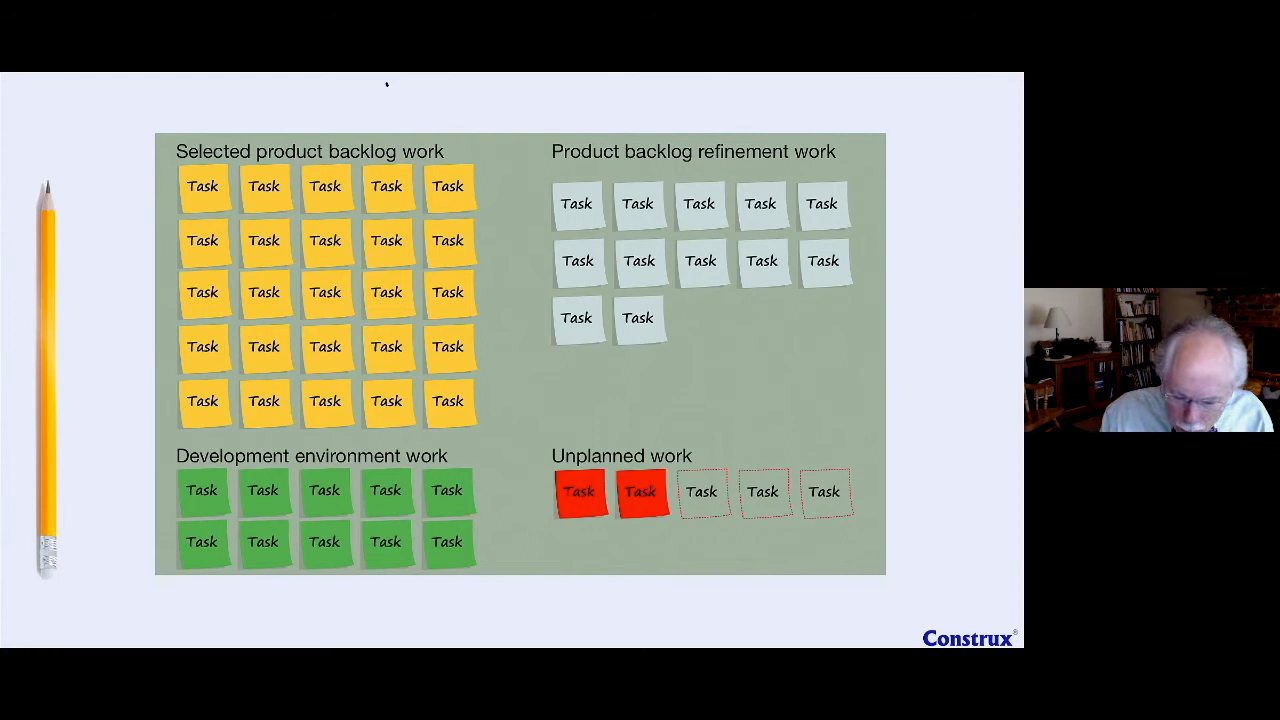 Selected product backlog work
Task Task Task Task Task
Task Task Task Task Task
Task Task Task Task Task
Task Task Task Task Task
Task Task Task Task Task
Product backlog refinement work
Task Task Task Task Task
Task Task Task Task Task
Task Task
Development environment work
Task Task Task Task Task
Task Task Task Task Task
Unplanned work
Task Task Task Task Task
Construx®